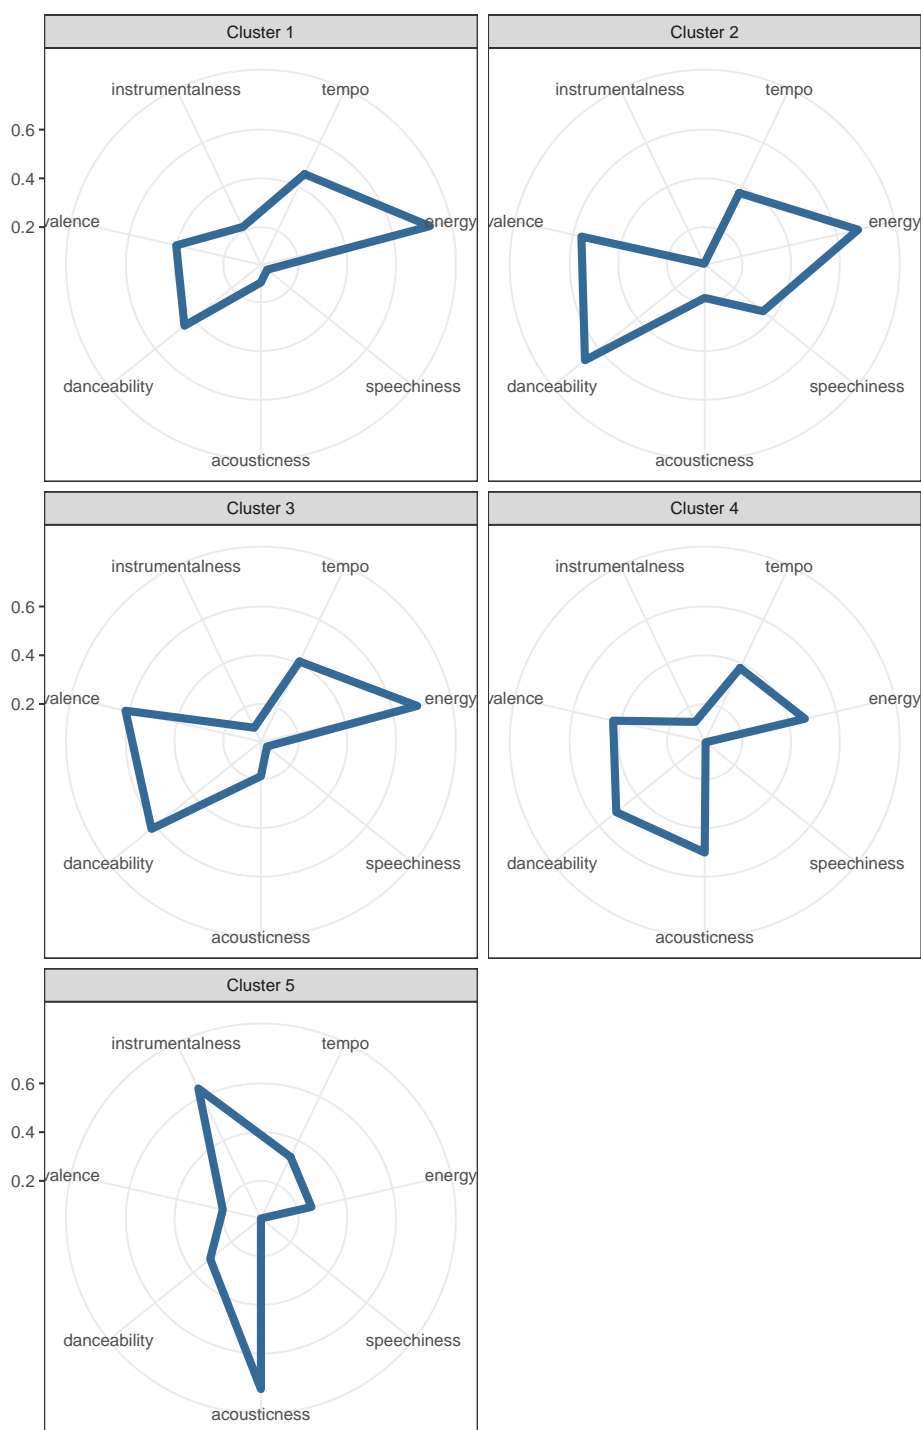 Cluster 1
Cluster 2
instrumentalness
tempo
instrumentalness
tempo
0.6
0.4
0.2
valence
energy
valence
energy
danceability
speechiness
danceability
speechiness
acousticness
acousticness
Cluster 3
Cluster 4
instrumentalness
tempo
instrumentalness
tempo
0.6
0.4
0.2
valence
energy
valence
energy
danceability
speechiness
danceability
speechiness
acousticness
acousticness
Cluster 5
instrumentalness
tempo
0.6
0.4
0.2
valence
energy
danceability
speechiness
acousticness